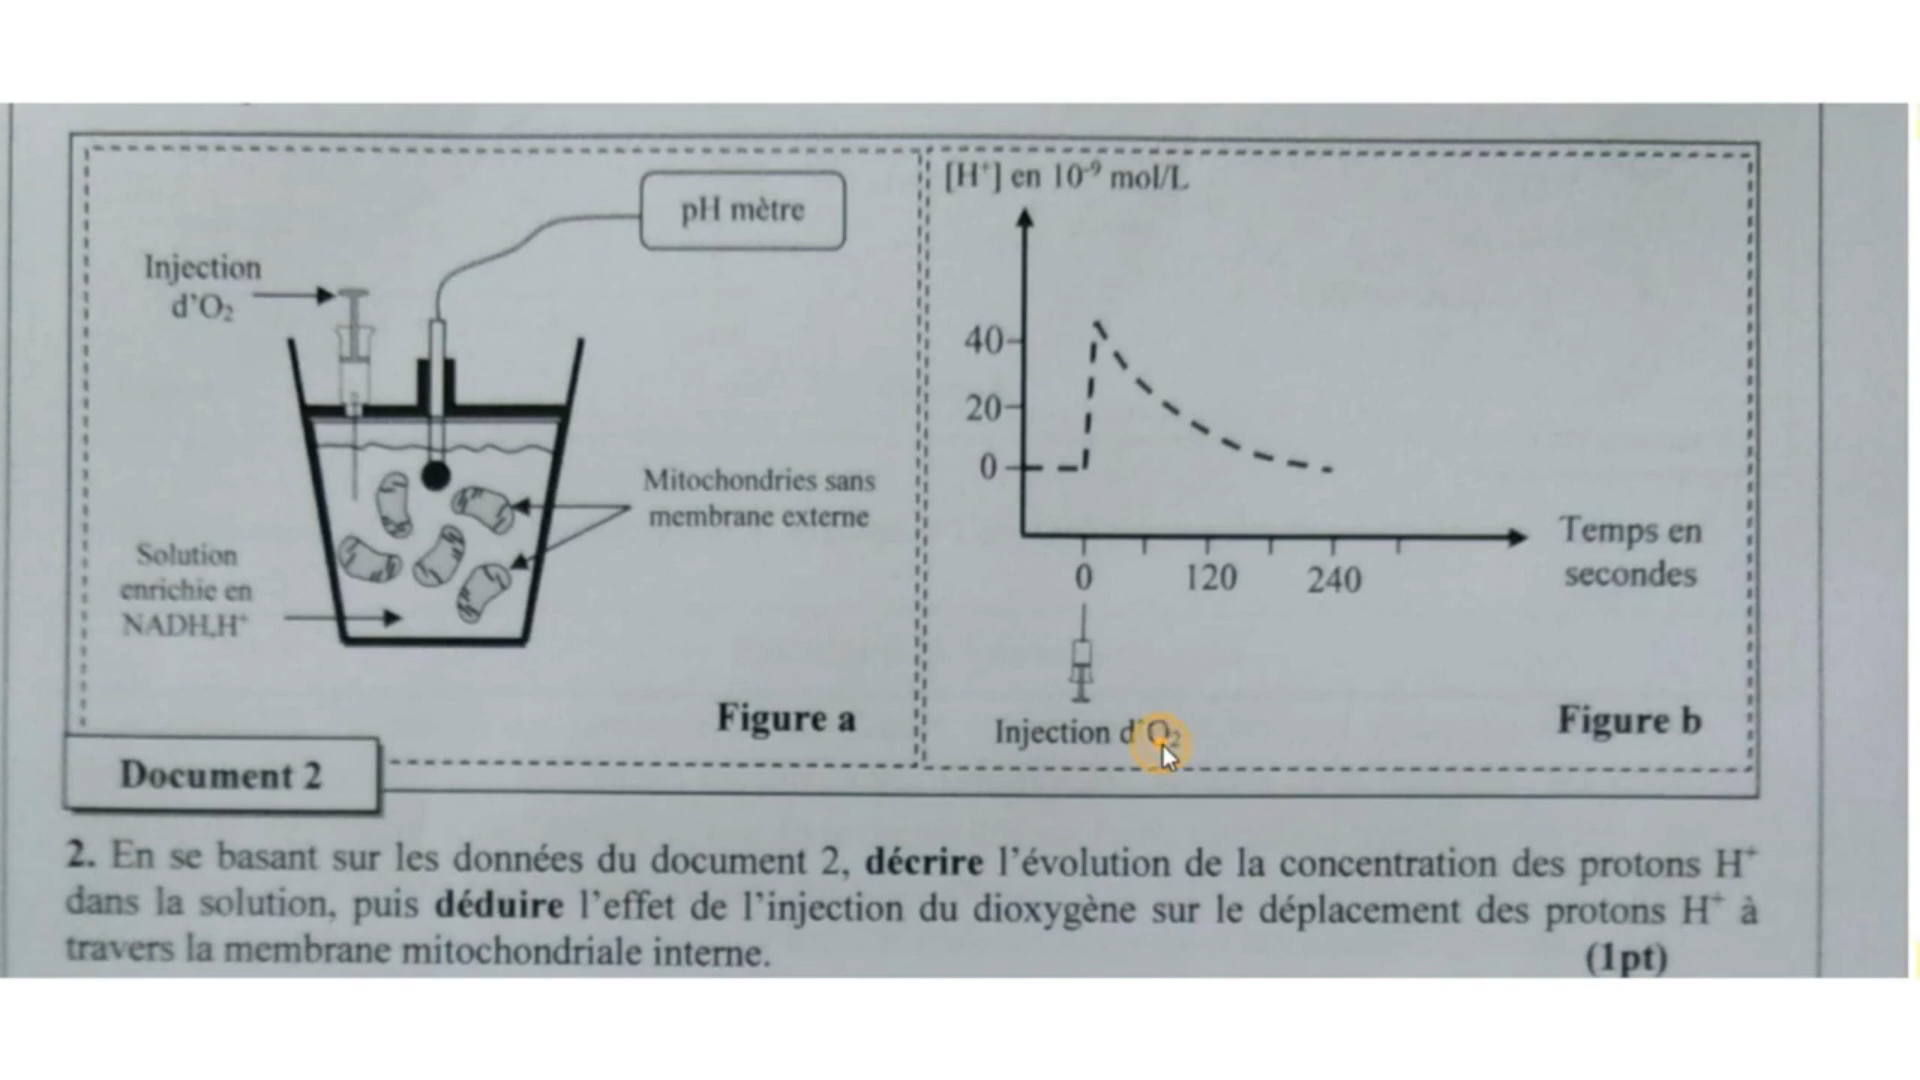 pH mètre
Injection
d'O₂
Mitochondries sans
membrane externe
Solution
enrichie en
NADH,H⁺
Figure a
[H⁺] en 10⁻⁹ mol/L
40
20
0
0 120 240
Temps en
secondes
Injection d'O₂
Figure b
Document 2
2. En se basant sur les données du document 2, décrire l'évolution de la concentration des protons H⁺
dans la solution, puis déduire l'effet de l'injection du dioxygène sur le déplacement des protons H⁺ à
travers la membrane mitochondriale interne. (1pt)